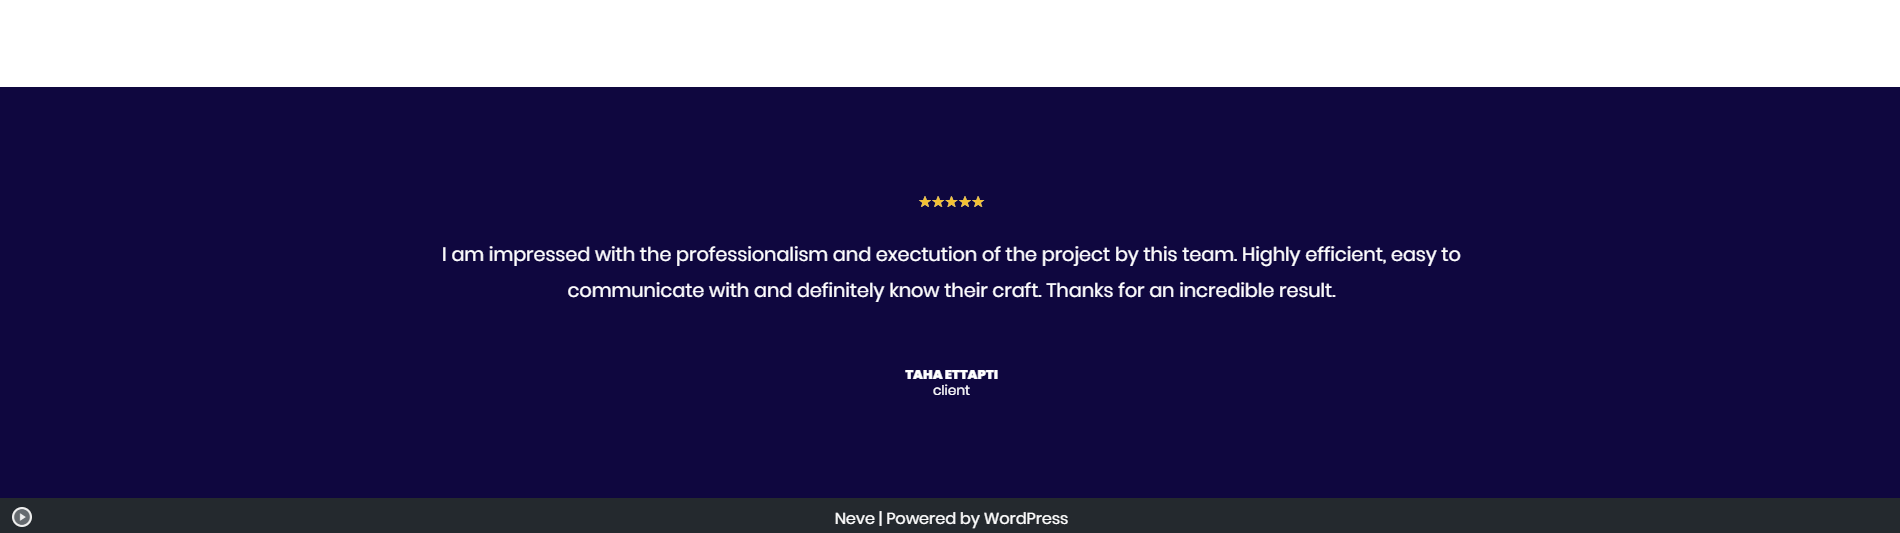 I am impressed with the professionalism and exectution of the project by this team. Highly efficient, easy to
communicate with and definitely know their craft. Thanks for an incredible result.
TAHA ETTAPTI
client
Neve | Powered by WordPress